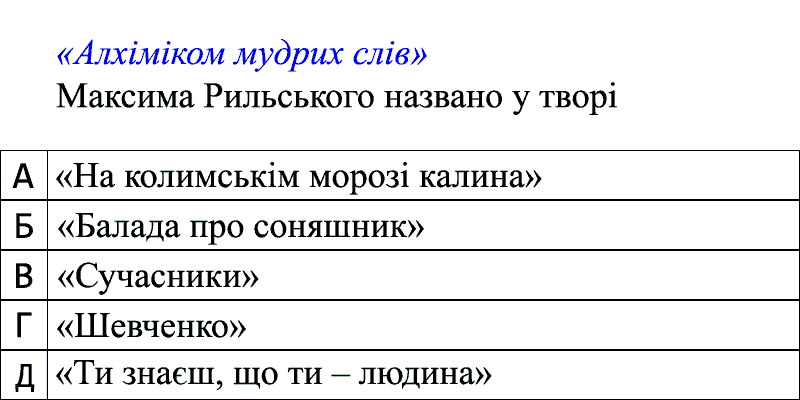 «Алхіміком мудрих слів»
Максима Рильського названо у творі
А «На колимськім морозі калина»
Б «Балада про соняшник»
В «Сучасники»
Г «Шевченко»
Д «Ти знаєш, що ти – людина»